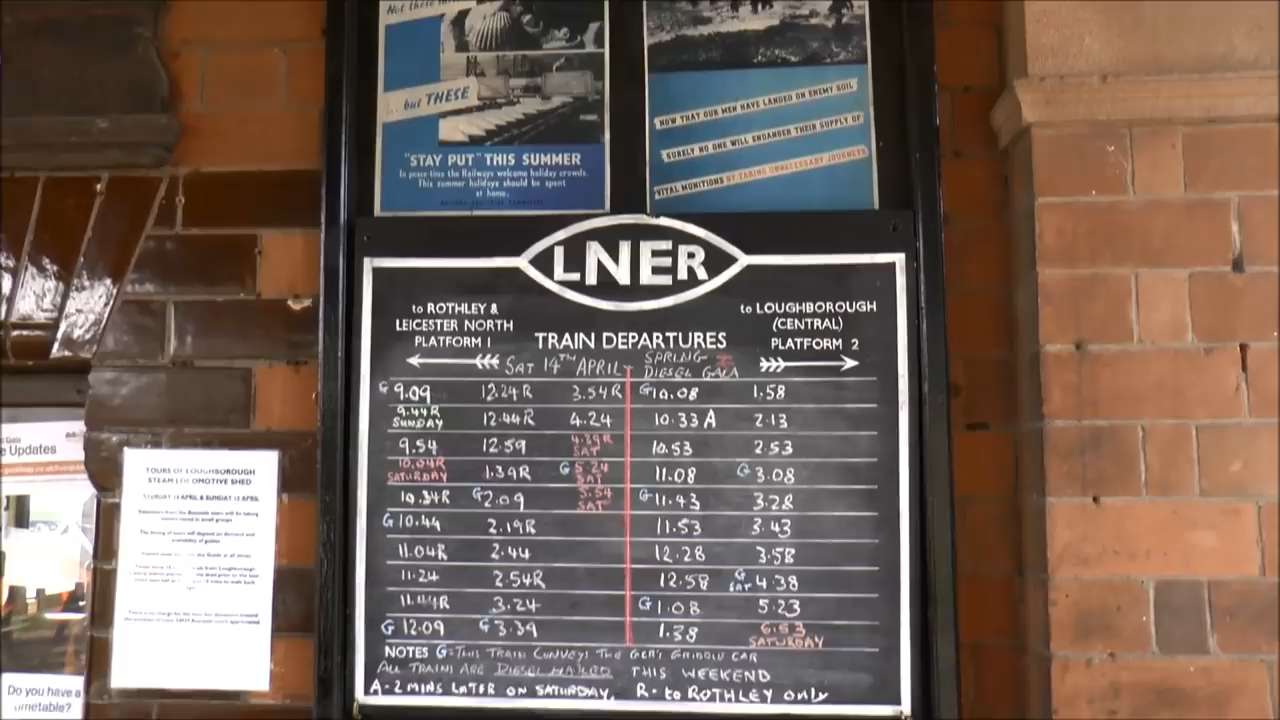 Not these
... but THESE
"STAY PUT" THIS SUMMER
In peace-time the Railways welcome holiday crowds.
This summer holidays should be spent
at home.
NOW THAT OUR MEN HAVE LANDED ON ENEMY SOIL
SURELY NO ONE WILL ENDANGER THEIR SUPPLY OF
VITAL MUNITIONS BY TAKING UNNECESSARY JOURNEYS
LNER
to ROTHLEY &
LEICESTER NORTH
PLATFORM 1
TRAIN DEPARTURES
to LOUGHBOROUGH
(CENTRAL)
PLATFORM 2
SAT 14TH APRIL SPRING
DIESEL GALA
G 9.09 12.24R 3.54R G 10.08 1.58
9.44R SUNDAY 12.44R 4.24 10.33 A 2.13
9.54 12.59 4.29R SAT 10.53 2.53
10.04R SATURDAY 1.39R G 5.24 SAT 11.08 G 3.08
10.34R G 2.09 5.54 SAT G 11.43 3.28
G 10.44 2.19R 11.53 3.43
11.04R 2.44 12.28 3.58
11.24 2.54R 12.58 G SAT 4.38
11.44R 3.24 G 1.08 5.23
G 12.09 G 3.39 1.38 6.53 SATURDAY
NOTES G=THIS TRAIN CONVEYS THE GCR'S GRIDDLE CAR
ALL TRAINS ARE DIESEL HAULED THIS WEEKEND
A-2 MINS LATER ON SATURDAY, R- to ROTHLEY ONLY
Updates
TOURS OF LOUGHBOROUGH
STEAM LOCOMOTIVE SHED
Do you have a
timetable?